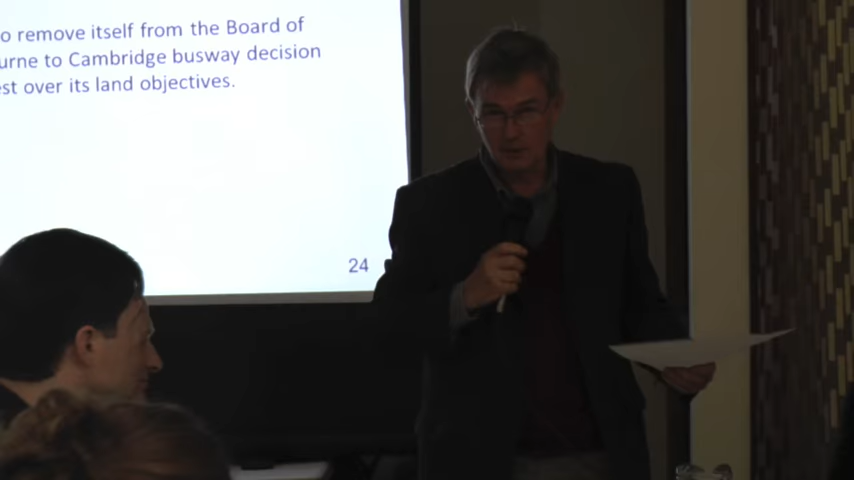 o remove itself from the Board of
urne to Cambridge busway decision
est over its land objectives.
24